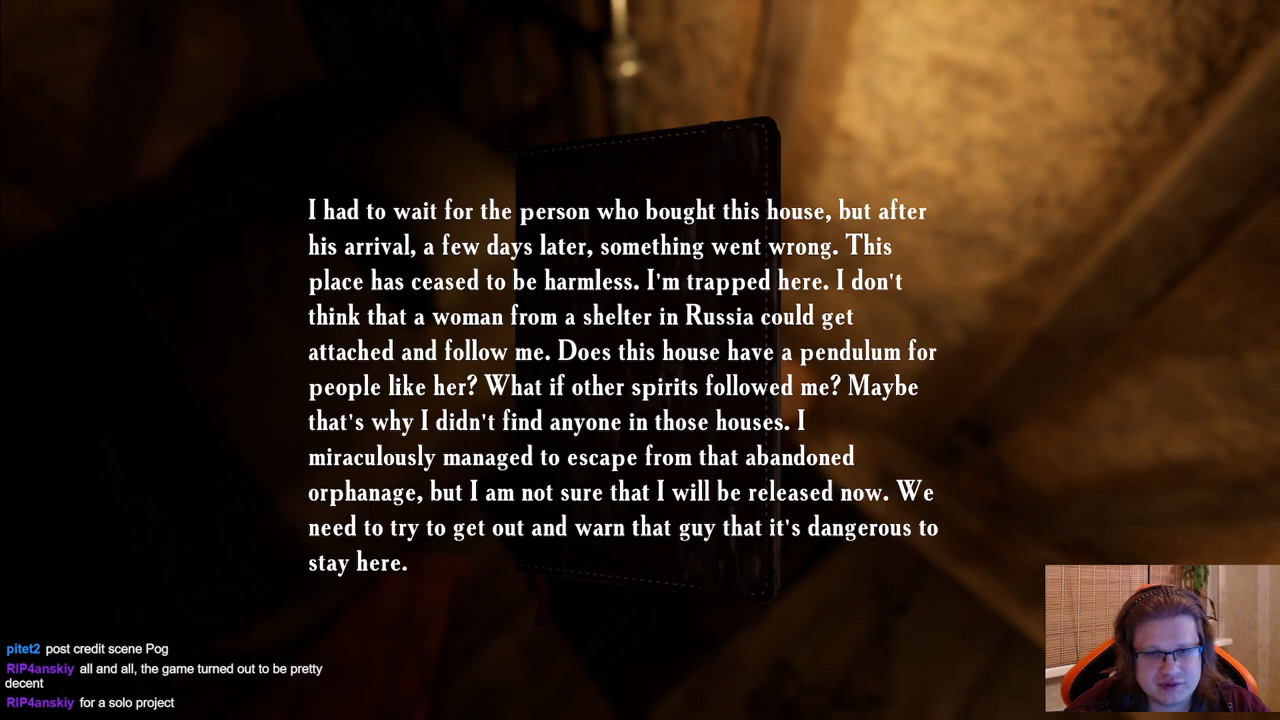 I had to wait for the person who bought this house, but after
his arrival, a few days later, something went wrong. This
place has ceased to be harmless. I'm trapped here. I don't
think that a woman from a shelter in Russia could get
attached and follow me. Does this house have a pendulum for
people like her? What if other spirits followed me? Maybe
that's why I didn't find anyone in those houses. I
miraculously managed to escape from that abandoned
orphanage, but I am not sure that I will be released now. We
need to try to get out and warn that guy that it's dangerous to
stay here.
pitet2 post credit scene Pog
RIP4anskiy all and all, the game turned out to be pretty
decent
RIP4anskiy for a solo project